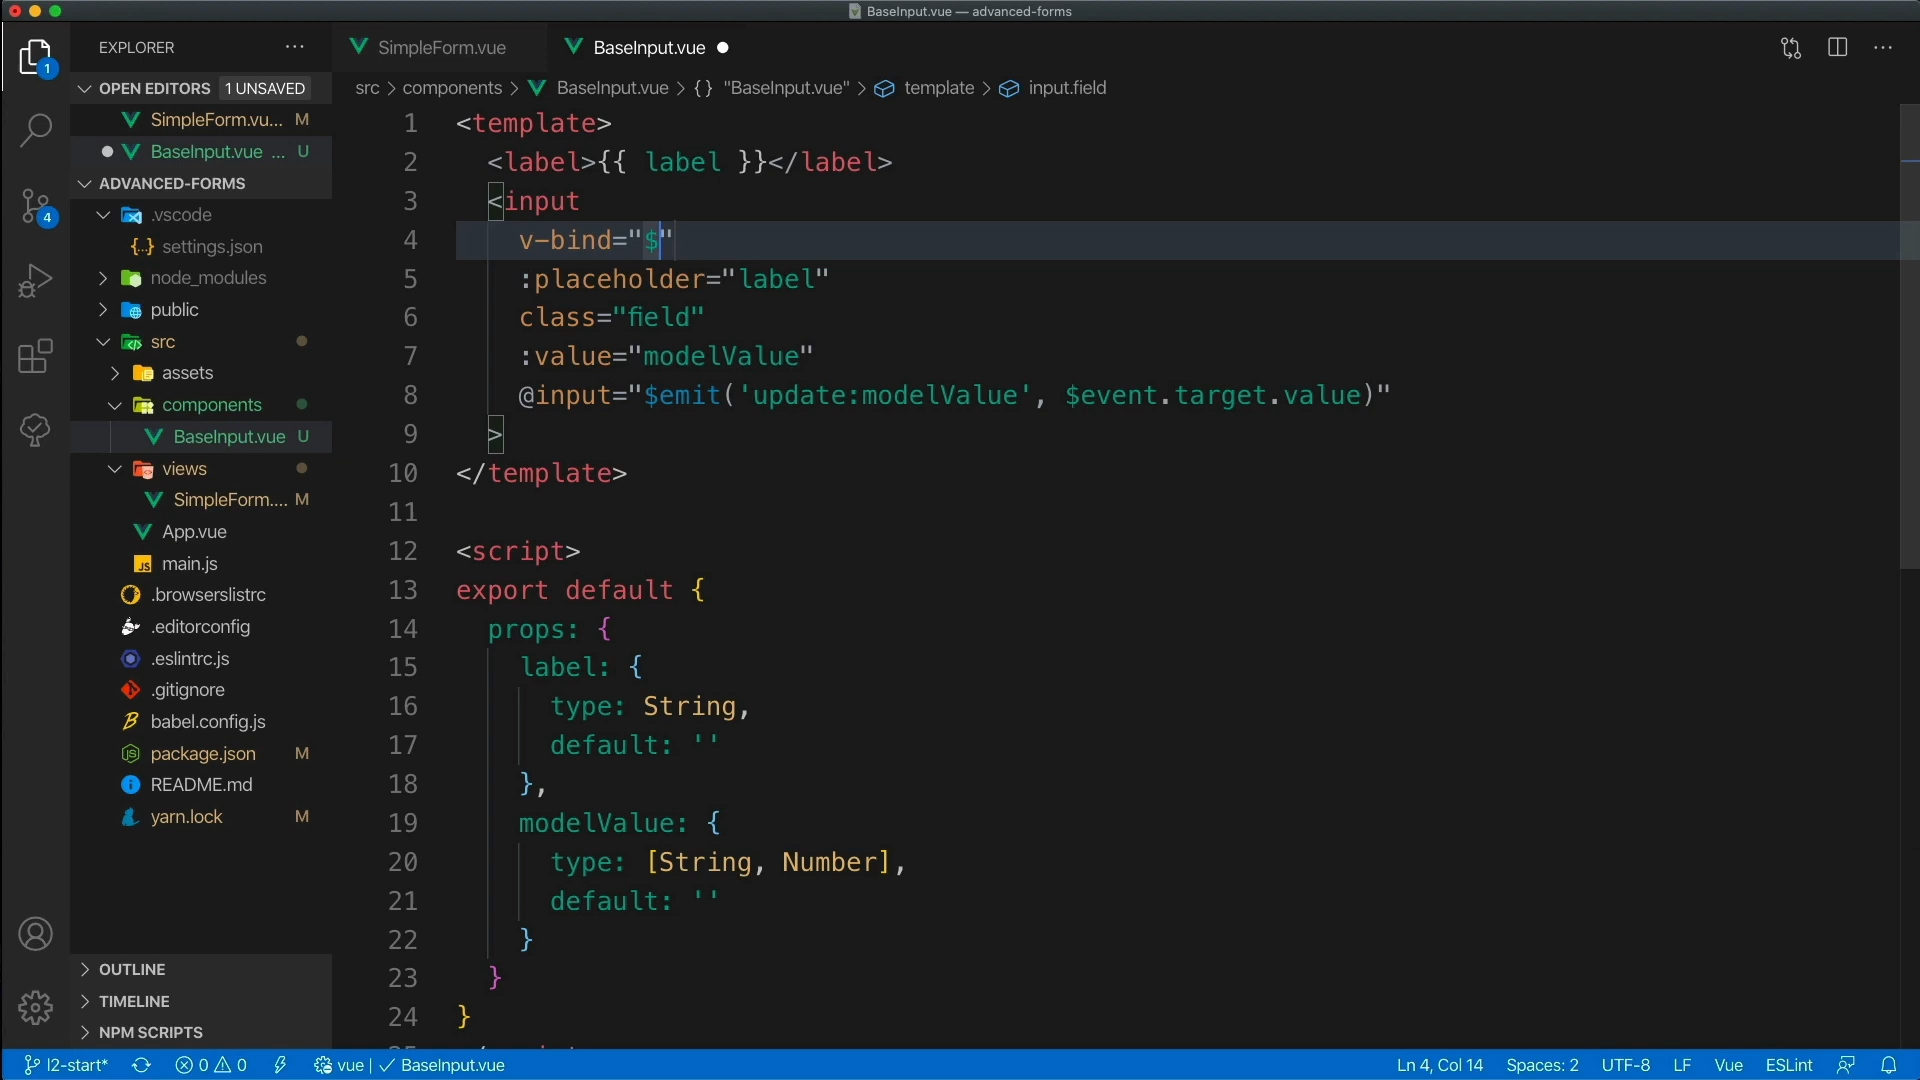 BaseInput.vue — advanced-forms
EXPLORER
SimpleForm.vue
BaseInput.vue
OPEN EDITORS
1 UNSAVED
src
components
BaseInput.vue
{} "BaseInput.vue"
template
input.field
SimpleForm.vu... M
BaseInput.vue ... U
ADVANCED-FORMS
.vscode
{..} settings.json
node_modules
public
src
assets
components
BaseInput.vue U
views
SimpleForm.... M
App.vue
JS main.js
.browserslistrc
.editorconfig
.eslintrc.js
.gitignore
babel.config.js
package.json M
README.md
yarn.lock M
OUTLINE
TIMELINE
NPM SCRIPTS
1
4
1 <template>
2 <label>{{ label }}</label>
3 <input
4 v-bind="$"
5 :placeholder="label"
6 class="field"
7 :value="modelValue"
8 @input="$emit('update:modelValue', $event.target.value)"
9 >
10 </template>
11
12 <script>
13 export default {
14 props: {
15 label: {
16 type: String,
17 default: ''
18 },
19 modelValue: {
20 type: [String, Number],
21 default: ''
22 }
23 }
24 }
l2-start*
0
0
vue | ✓ BaseInput.vue
Ln 4, Col 14
Spaces: 2
UTF-8
LF
Vue
ESLint